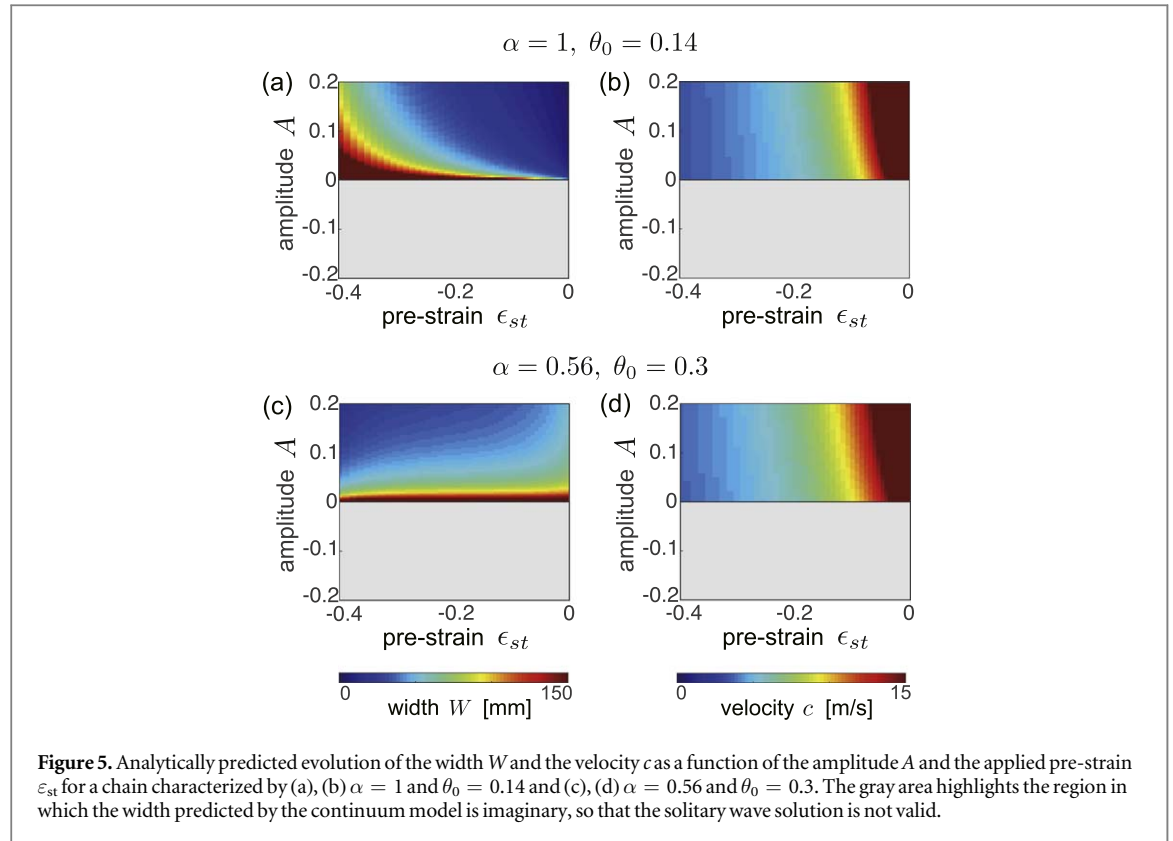 α = 1, θ₀ = 0.14
(a)
(b)
0.2
0.1
0
-0.1
-0.2
amplitude A
-0.4
-0.2
0
pre-strain ϵ_st
0.2
0.1
0
-0.1
-0.2
amplitude A
-0.4
-0.2
0
pre-strain ϵ_st
α = 0.56, θ₀ = 0.3
(c)
(d)
0.2
0.1
0
-0.1
-0.2
amplitude A
-0.4
-0.2
0
pre-strain ϵ_st
0.2
0.1
0
-0.1
-0.2
amplitude A
-0.4
-0.2
0
pre-strain ϵ_st
0
150
width W [mm]
0
15
velocity c [m/s]
Figure 5. Analytically predicted evolution of the width W and the velocity c as a function of the amplitude A and the applied pre-strain
ε_st for a chain characterized by (a), (b) α = 1 and θ₀ = 0.14 and (c), (d) α = 0.56 and θ₀ = 0.3. The gray area highlights the region in
which the width predicted by the continuum model is imaginary, so that the solitary wave solution is not valid.